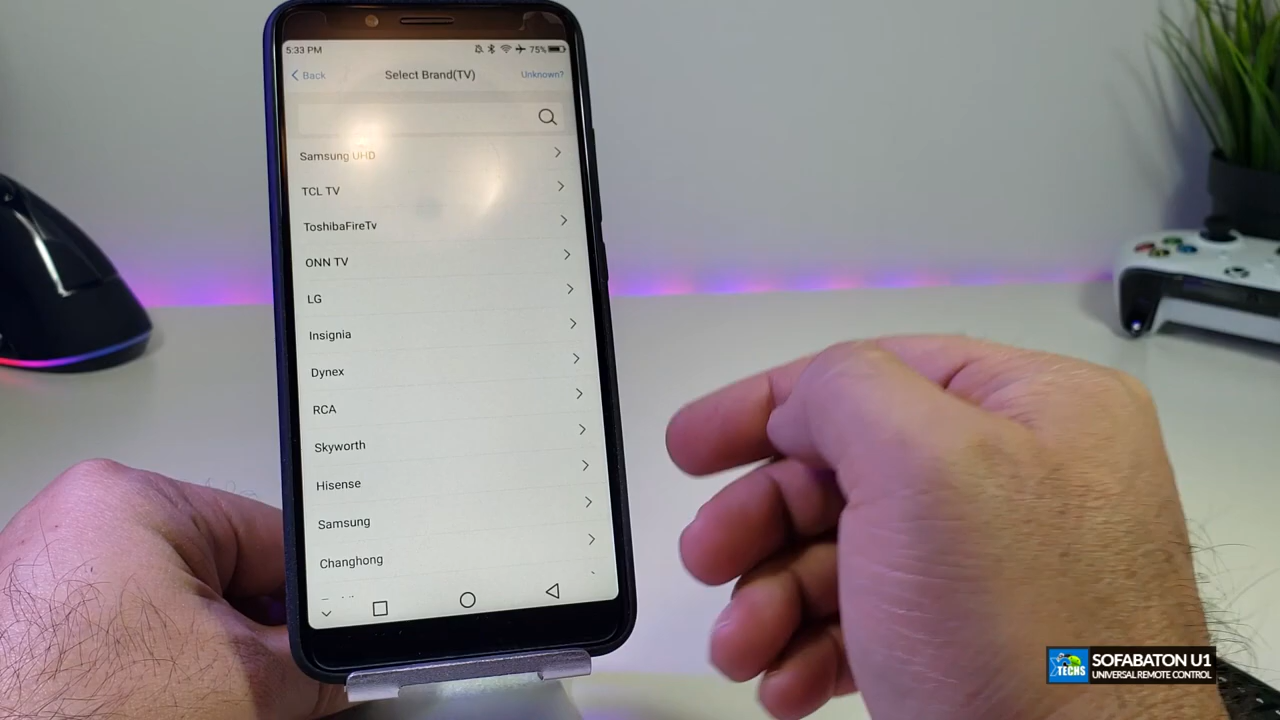 5:33 PM
75%
Back
Select Brand(TV)
Unknown?
Samsung UHD
TCL TV
ToshibaFireTv
ONN TV
LG
Insignia
Dynex
RCA
Skyworth
Hisense
Samsung
Changhong
TECHS
SOFABATON U1
UNIVERSAL REMOTE CONTROL